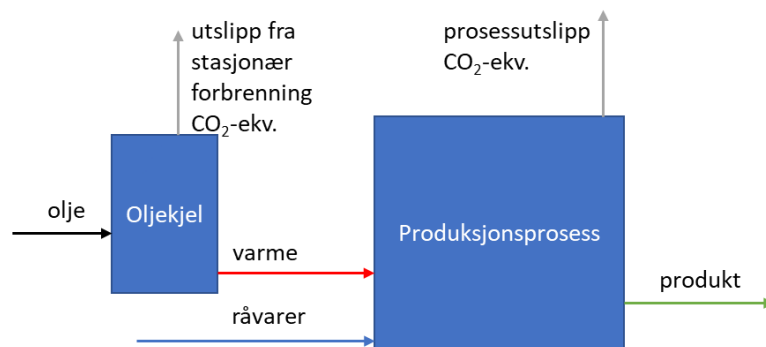 utslipp fra
stasjonær
forbrenning
CO₂-ekv.
prosessutslipp
CO₂-ekv.
olje
Oljekjel
varme
råvarer
Produksjonsprosess
produkt